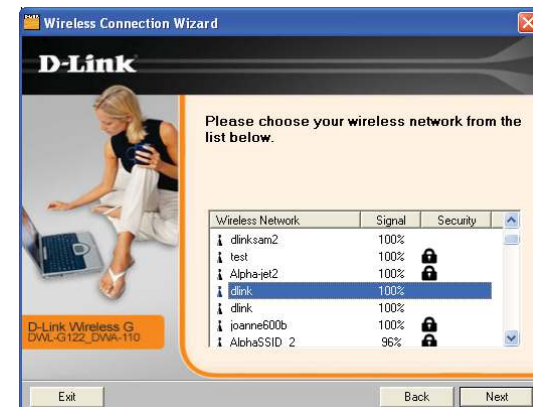 Wireless Connection Wizard
D-Link
Please choose your wireless network from the
list below.
Wireless Network Signal Security
dlinksam2 100%
test 100%
Alpha-jet2 100%
dlink 100%
dlink 100%
joanne600b 100%
AlphaSSID 2 96%
D-Link Wireless G
DWL-G122_DWA-110
Exit Back Next